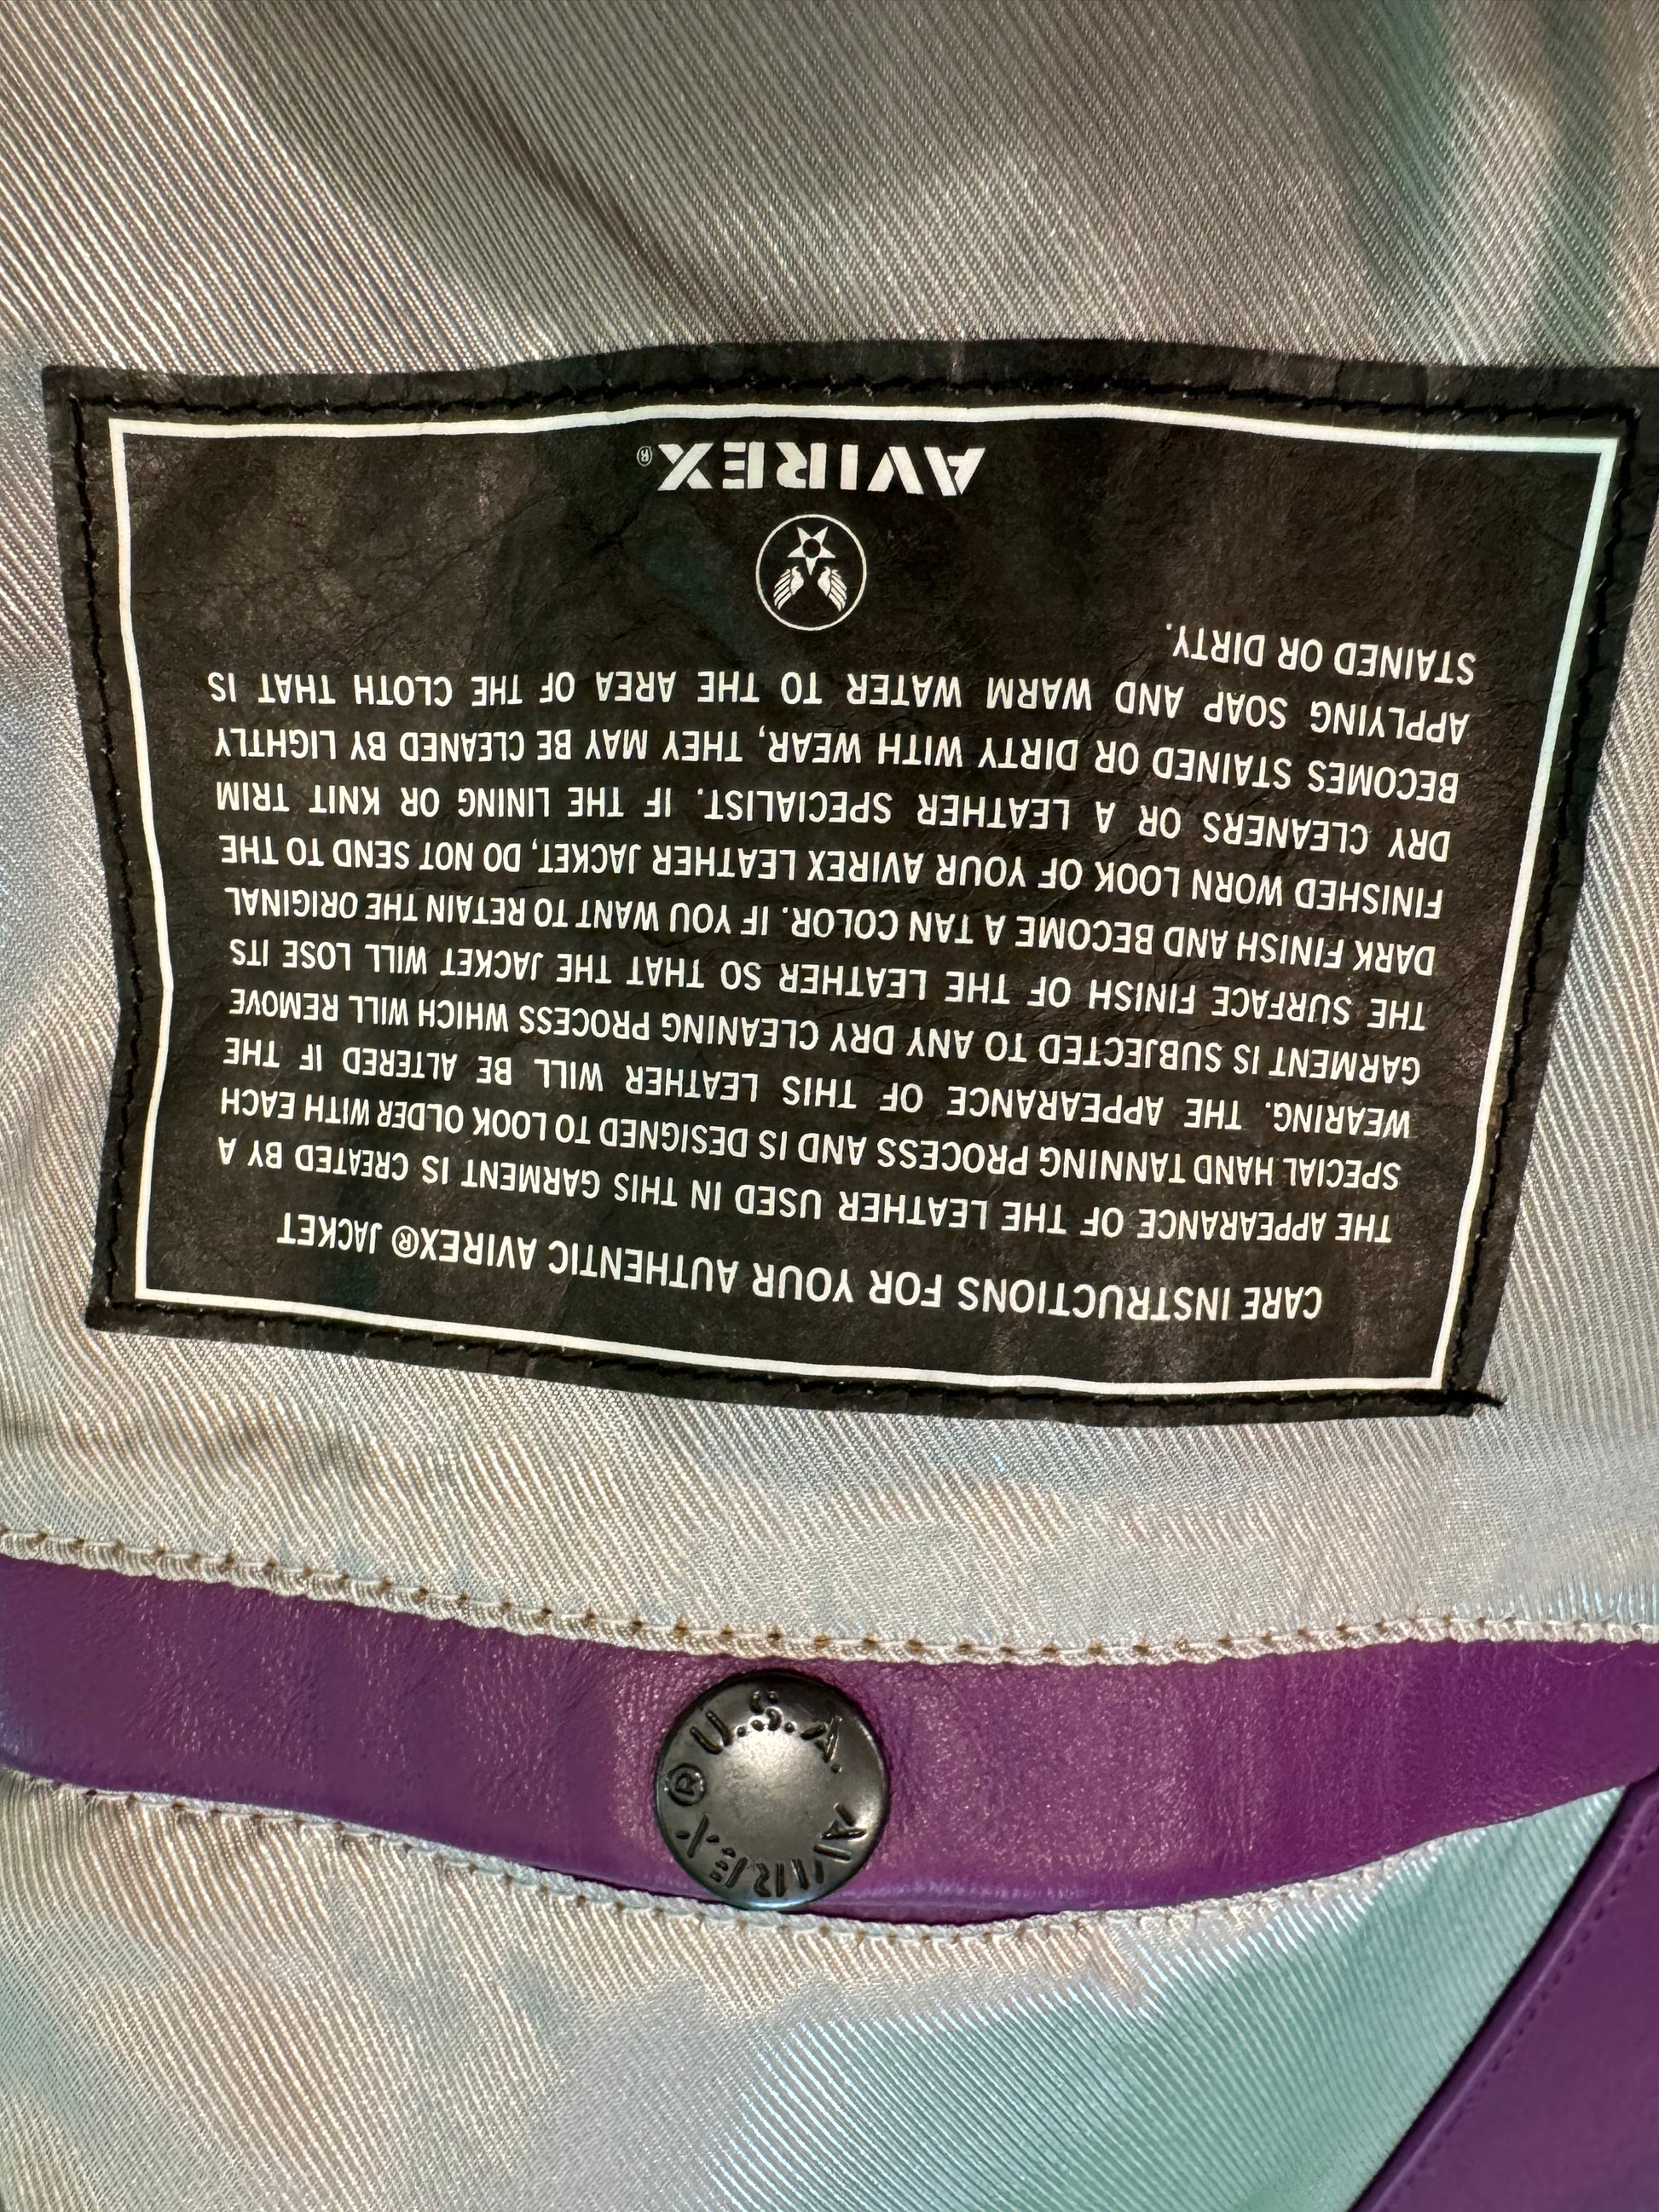 CARE INSTRUCTIONS FOR YOUR AUTHENTIC AVIREX® JACKET
THE APPEARANCE OF THE LEATHER USED IN THIS GARMENT IS CREATED BY A
SPECIAL HAND TANNING PROCESS AND IS DESIGNED TO LOOK OLDER WITH EACH
WEARING. THE APPEARANCE OF THIS LEATHER WILL BE ALTERED IF THE
GARMENT IS SUBJECTED TO ANY DRY CLEANING PROCESS WHICH WILL REMOVE
THE SURFACE FINISH OF THE LEATHER SO THAT THE JACKET WILL LOSE ITS
DARK FINISH AND BECOME A TAN COLOR. IF YOU WANT TO RETAIN THE ORIGINAL
FINISHED WORN LOOK OF YOUR AVIREX LEATHER JACKET, DO NOT SEND TO THE
DRY CLEANERS OR A LEATHER SPECIALIST. IF THE LINING OR KNIT TRIM
BECOMES STAINED OR DIRTY WITH WEAR, THEY MAY BE CLEANED BY LIGHTLY
APPLYING SOAP AND WARM WATER TO THE AREA OF THE CLOTH THAT IS
STAINED OR DIRTY.
AVIREX®
AVIREX® U.S.A.